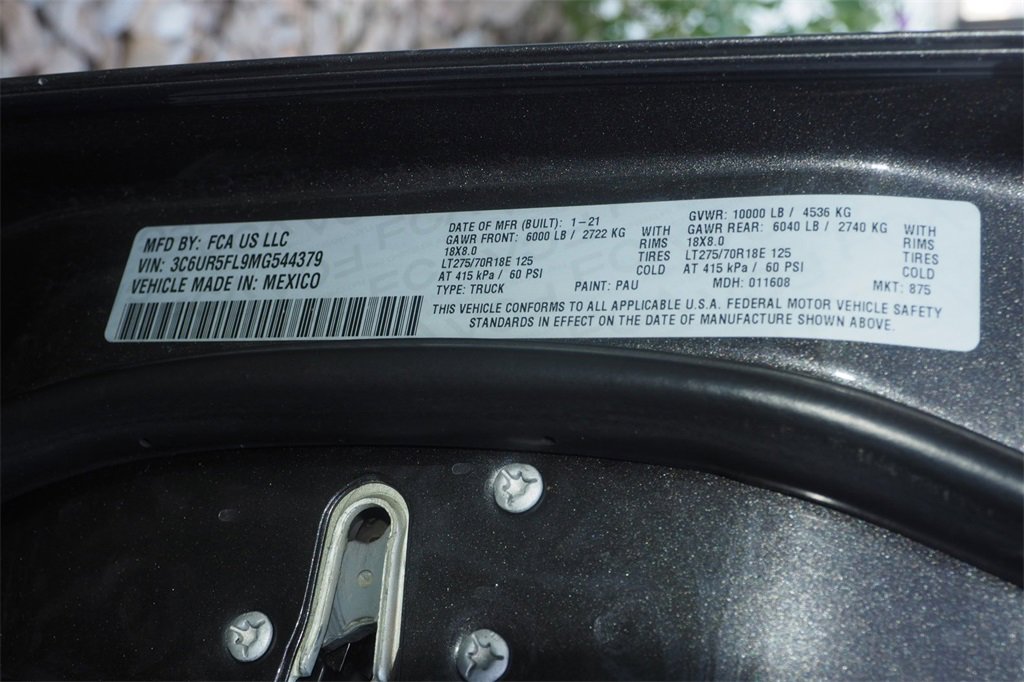 MFD BY: FCA US LLC
VIN: 3C6UR5FL9MG544379
VEHICLE MADE IN: MEXICO
DATE OF MFR (BUILT): 1-21
GAWR FRONT: 6000 LB / 2722 KG WITH
18X8.0 RIMS
LT275/70R18E 125 TIRES
AT 415 kPa / 60 PSI COLD
GVWR: 10000 LB / 4536 KG
GAWR REAR: 6040 LB / 2740 KG WITH
18X8.0 RIMS
LT275/70R18E 125 TIRES
AT 415 kPa / 60 PSI COLD
TYPE: TRUCK PAINT: PAU MDH: 011608 MKT: 875
THIS VEHICLE CONFORMS TO ALL APPLICABLE U.S.A. FEDERAL MOTOR VEHICLE SAFETY
STANDARDS IN EFFECT ON THE DATE OF MANUFACTURE SHOWN ABOVE.